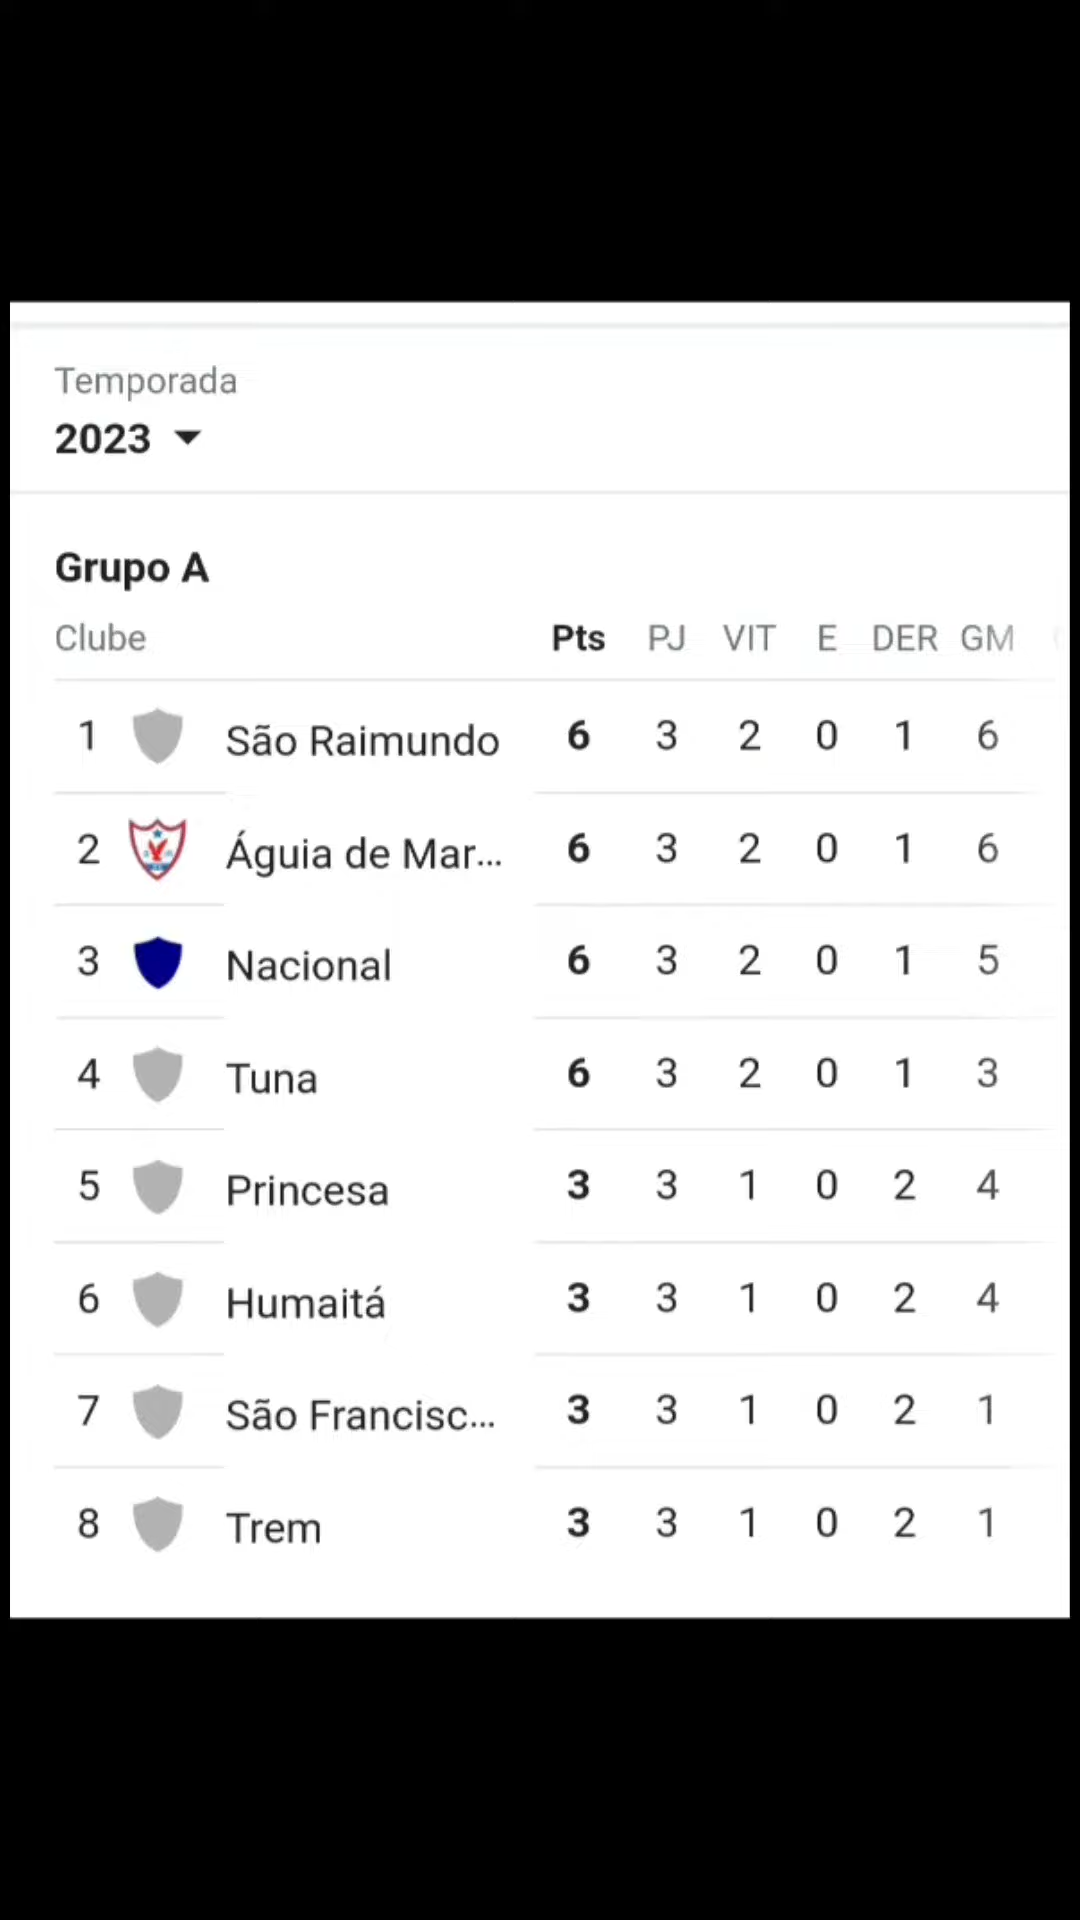 Temporada
2023
Grupo A
Clube Pts PJ VIT E DER GM
1 São Raimundo 6 3 2 0 1 6
2 Águia de Mar... 6 3 2 0 1 6
3 Nacional 6 3 2 0 1 5
4 Tuna 6 3 2 0 1 3
5 Princesa 3 3 1 0 2 4
6 Humaitá 3 3 1 0 2 4
7 São Francisc... 3 3 1 0 2 1
8 Trem 3 3 1 0 2 1